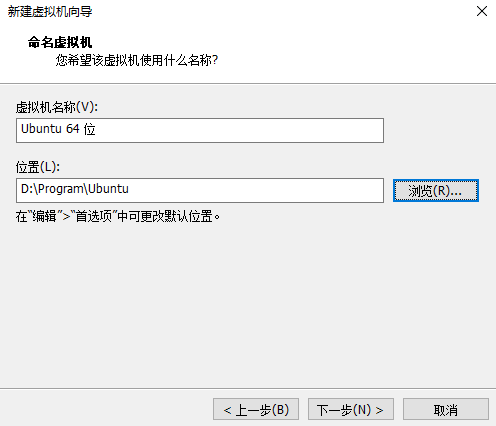 新建虚拟机向导
命名虚拟机
您希望该虚拟机使用什么名称?
虚拟机名称(V):
Ubuntu 64 位
位置(L):
D:\Program\Ubuntu
浏览(R)...
在“编辑”>“首选项”中可更改默认位置。
< 上一步(B)
下一步(N) >
取消